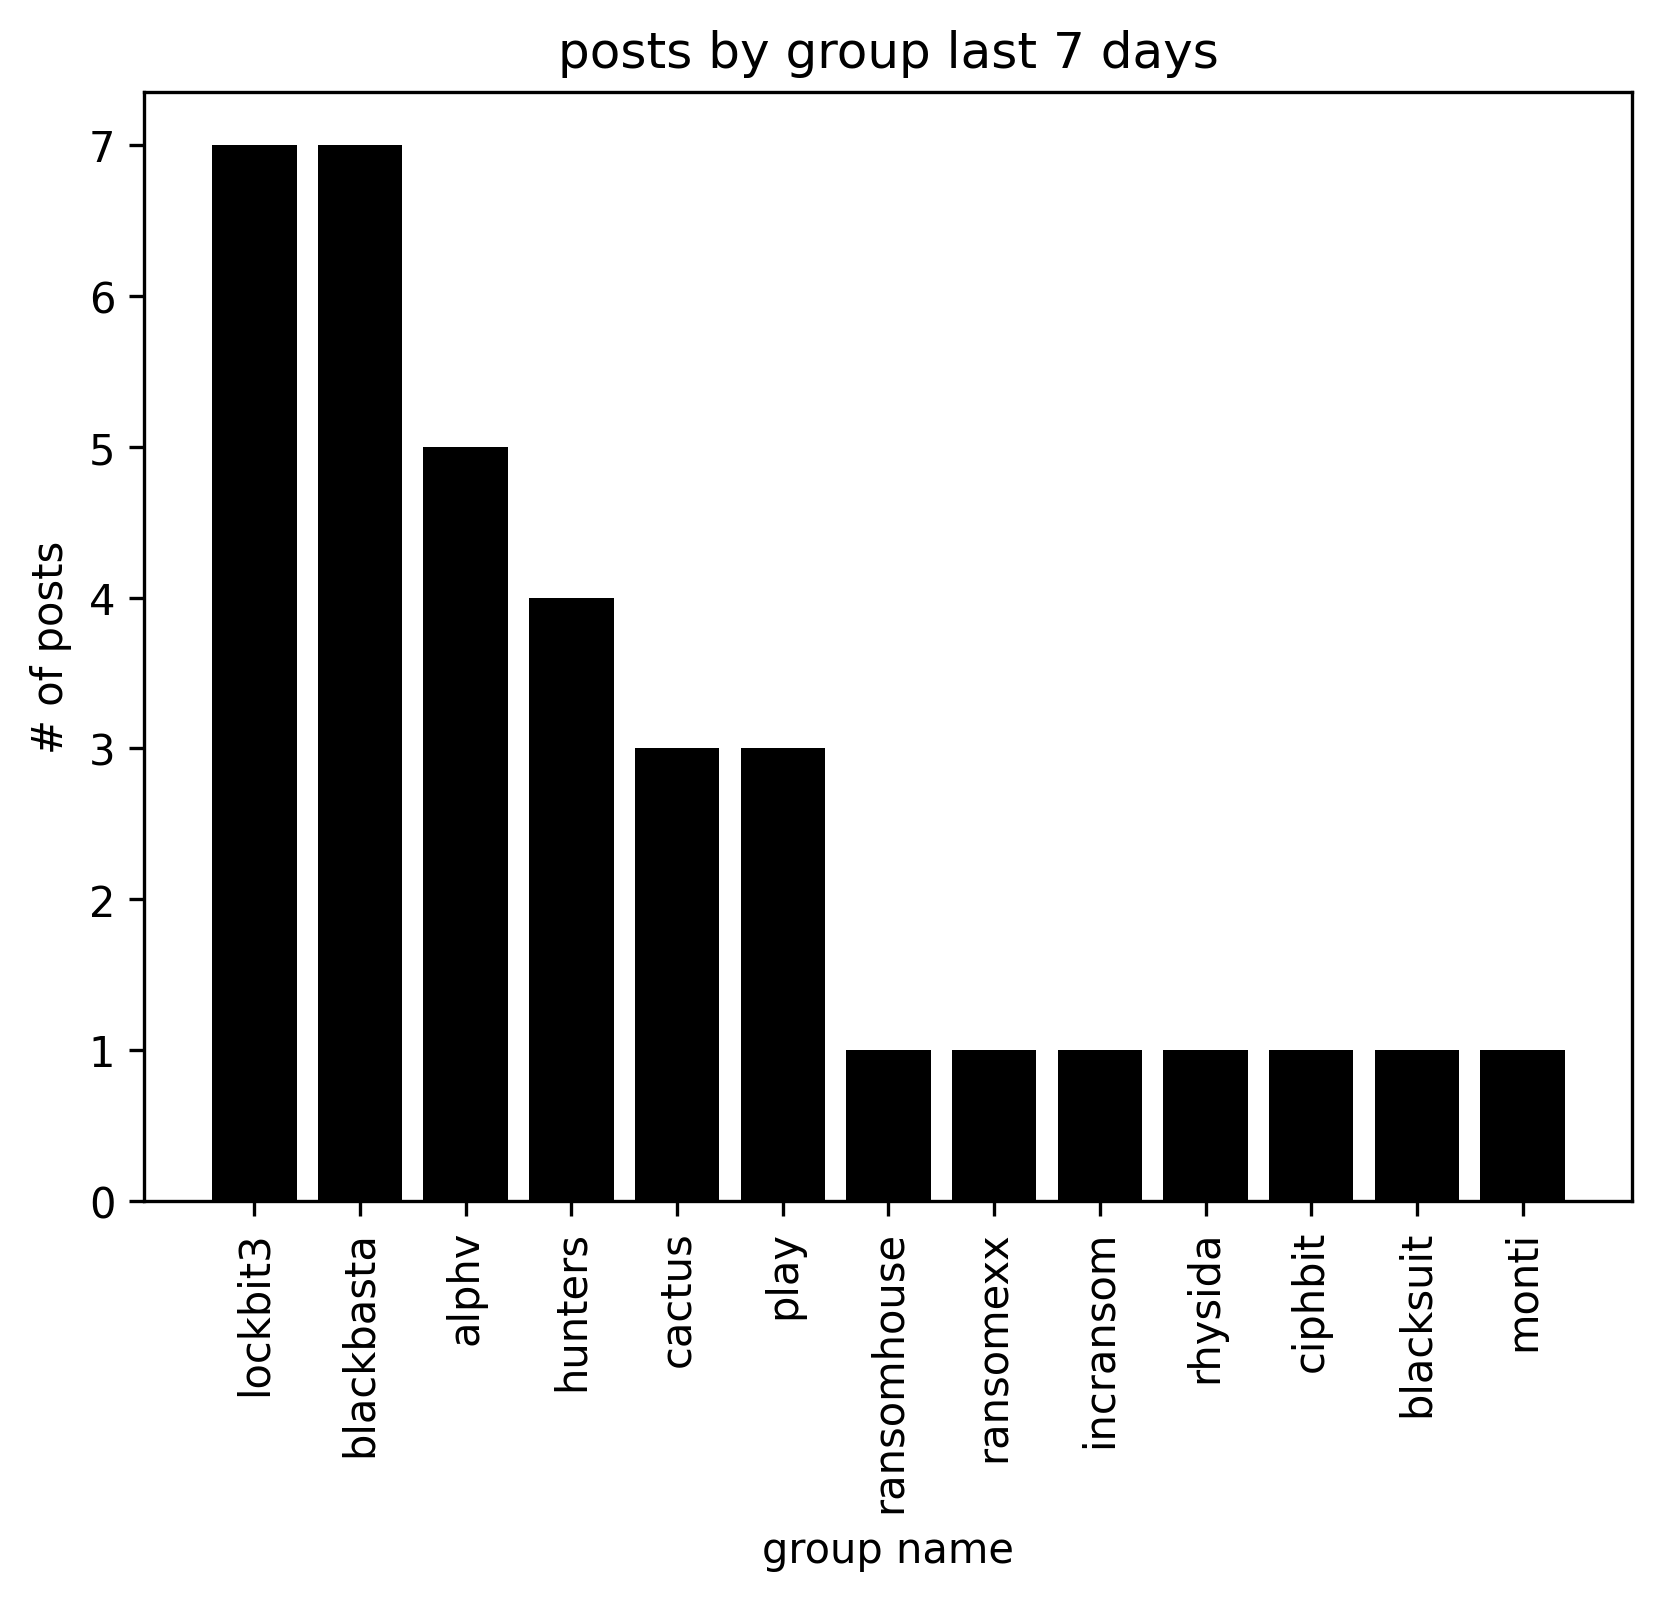 posts by group last 7 days
# of posts
7
6
5
4
3
2
1
0
lockbit3
blackbasta
alphv
hunters
cactus
play
ransomhouse
ransomexx
incransom
rhysida
ciphbit
blacksuit
monti
group name